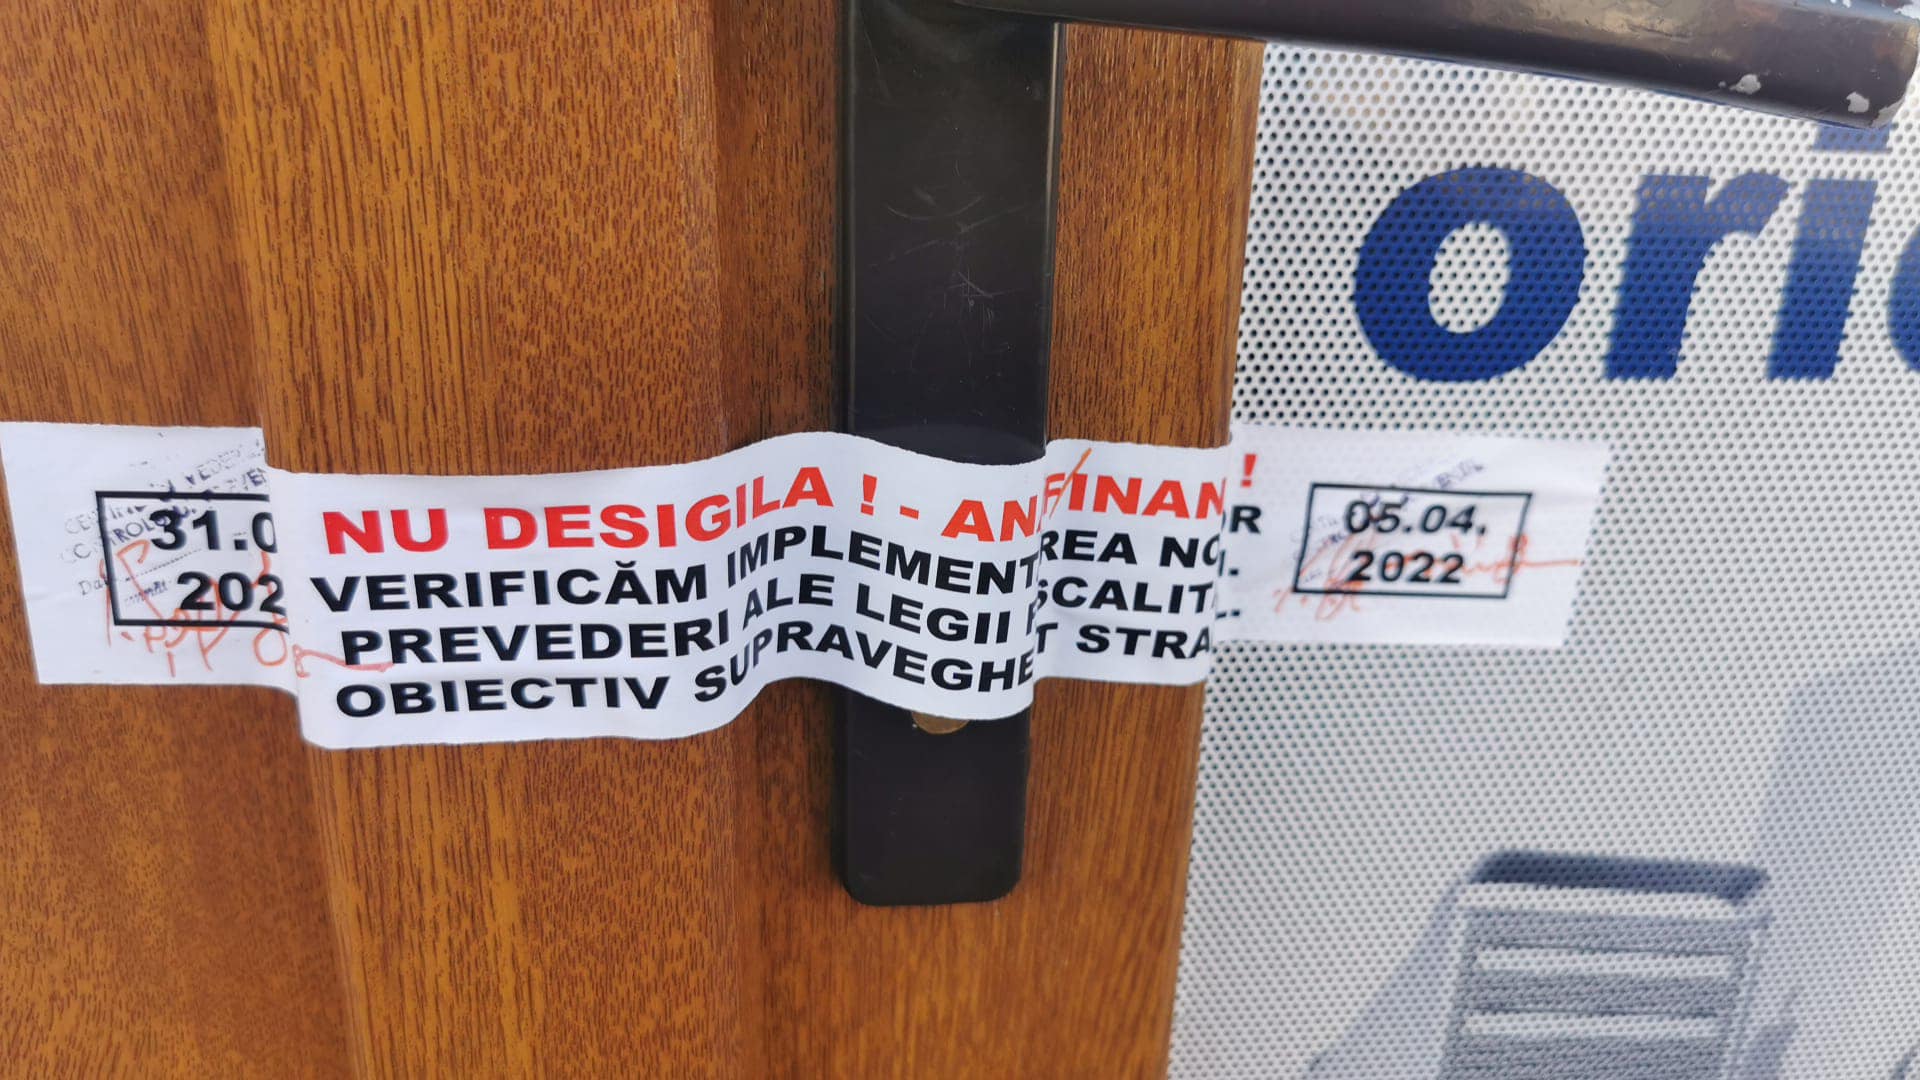 ori
NU DESIGILA ! - AN FINAN !
VERIFICĂM IMPLEMENT REA NO OR
PREVEDERI ALE LEGII F SCALIT
OBIECTIV SUPRAVEGHE T STRA
31.0
202
05.04.
2022